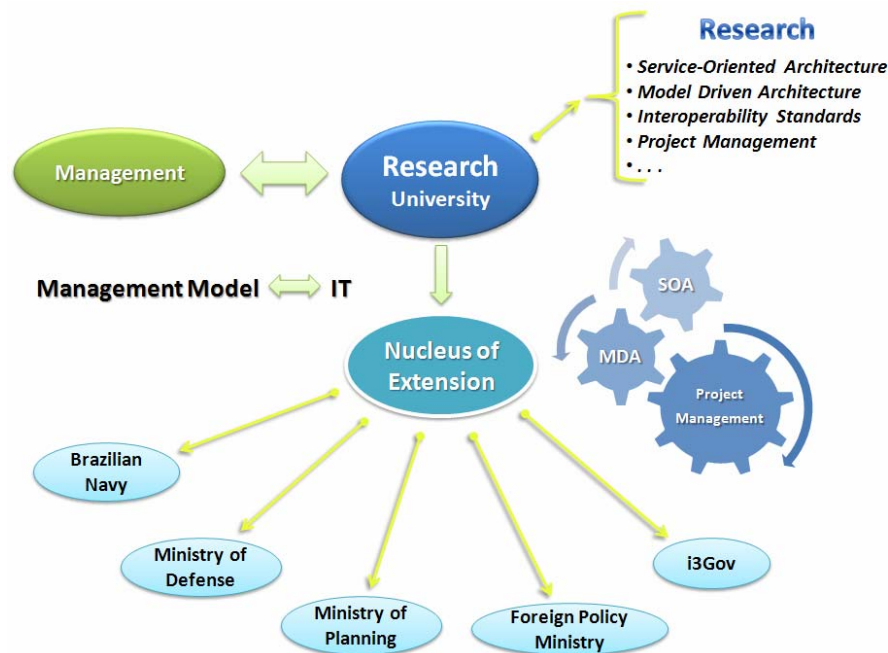 Research
• Service-Oriented Architecture
• Model Driven Architecture
• Interoperability Standards
• Project Management
• . . .
Management
Research
University
Management Model
IT
SOA
MDA
Project
Management
Nucleus of
Extension
Brazilian
Navy
Ministry of
Defense
Ministry of
Planning
Foreign Policy
Ministry
i3Gov